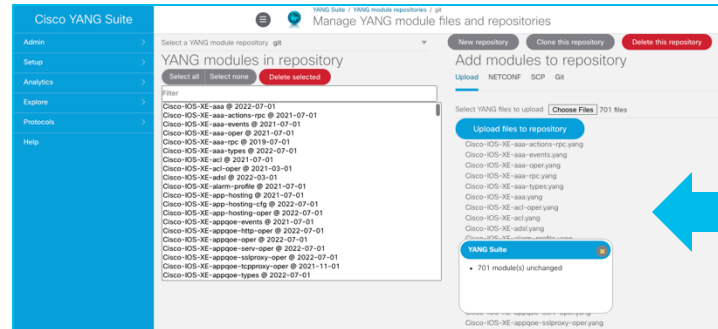 Cisco YANG Suite
YANG Suite / YANG module repositories / git
Manage YANG module files and repositories
Admin
Setup
Analytics
Explore
Protocols
Help
Select a YANG module repository git
YANG modules in repository
Select all Select none Delete selected
Filter
Cisco-IOS-XE-aaa @ 2022-07-01
Cisco-IOS-XE-aaa-actions-rpc @ 2021-07-01
Cisco-IOS-XE-aaa-events @ 2021-07-01
Cisco-IOS-XE-aaa-oper @ 2021-07-01
Cisco-IOS-XE-aaa-rpc @ 2019-07-01
Cisco-IOS-XE-aaa-types @ 2022-07-01
Cisco-IOS-XE-acl @ 2021-07-01
Cisco-IOS-XE-acl-oper @ 2021-03-01
Cisco-IOS-XE-adsl @ 2022-03-01
Cisco-IOS-XE-alarm-profile @ 2021-07-01
Cisco-IOS-XE-app-hosting @ 2021-07-01
Cisco-IOS-XE-app-hosting-cfg @ 2022-07-01
Cisco-IOS-XE-app-hosting-oper @ 2022-07-01
Cisco-IOS-XE-appqoe-events @ 2021-07-01
Cisco-IOS-XE-appqoe-http-oper @ 2022-07-01
Cisco-IOS-XE-appqoe-oper @ 2022-07-01
Cisco-IOS-XE-appqoe-serv-oper @ 2022-07-01
Cisco-IOS-XE-appqoe-sslproxy-oper @ 2022-07-01
Cisco-IOS-XE-appqoe-tcpproxy-oper @ 2021-11-01
Cisco-IOS-XE-appqoe-types @ 2022-07-01
New repository Clone this repository Delete this repository
Add modules to repository
Upload NETCONF SCP Git
Select YANG files to upload Choose Files 701 files
Upload files to repository
Cisco-IOS-XE-aaa-actions-rpc.yang
Cisco-IOS-XE-aaa-events.yang
Cisco-IOS-XE-aaa-oper.yang
Cisco-IOS-XE-aaa-rpc.yang
Cisco-IOS-XE-aaa-types.yang
Cisco-IOS-XE-aaa.yang
Cisco-IOS-XE-acl-oper.yang
Cisco-IOS-XE-acl.yang
Cisco-IOS-XE-adsl.yang
Cisco-IOS-XE-alarm-profile.yang
YANG Suite
• 701 module(s) unchanged
Cisco-IOS-XE-appqoe-serv-oper.yang
Cisco-IOS-XE-appqoe-sslproxy-oper.yang